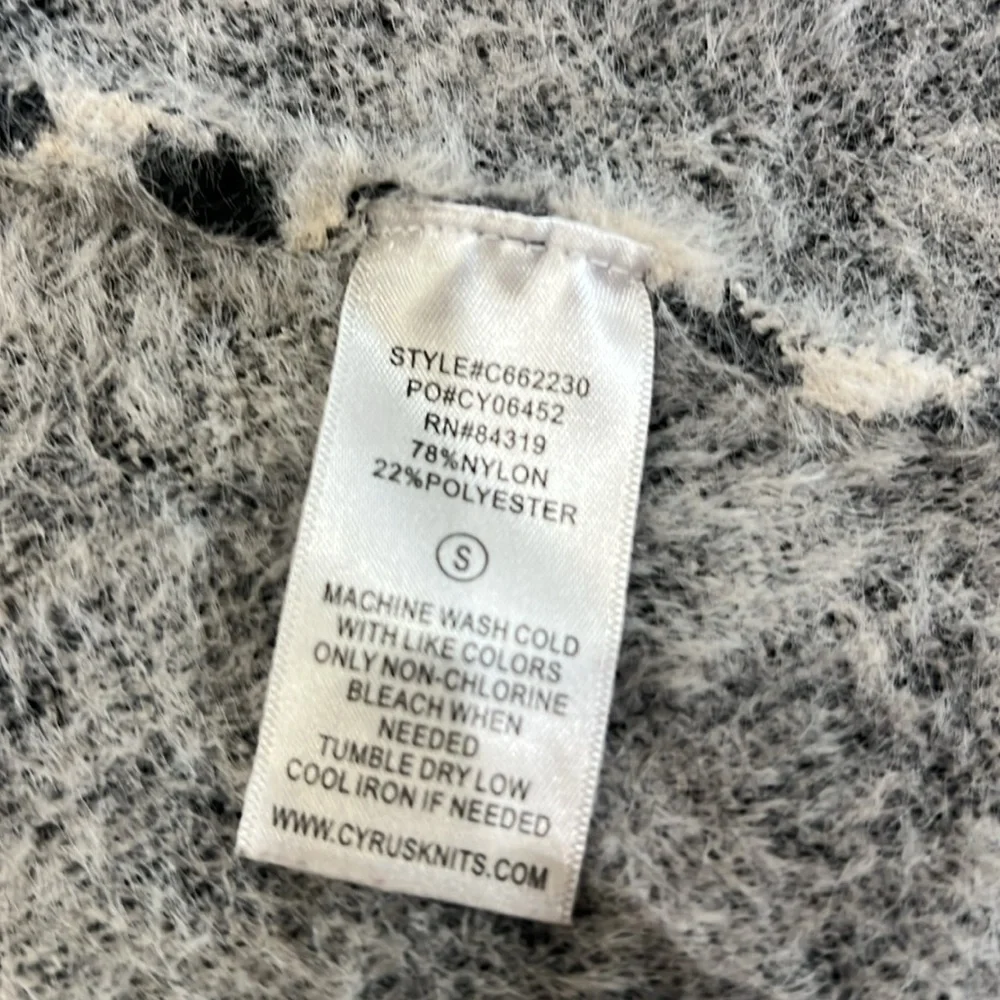 STYLE#C662230
PO#CY06452
RN#84319
78%NYLON
22%POLYESTER
S
MACHINE WASH COLD
WITH LIKE COLORS
ONLY NON-CHLORINE
BLEACH WHEN
NEEDED
TUMBLE DRY LOW
COOL IRON IF NEEDED
WWW.CYRUSKNITS.COM